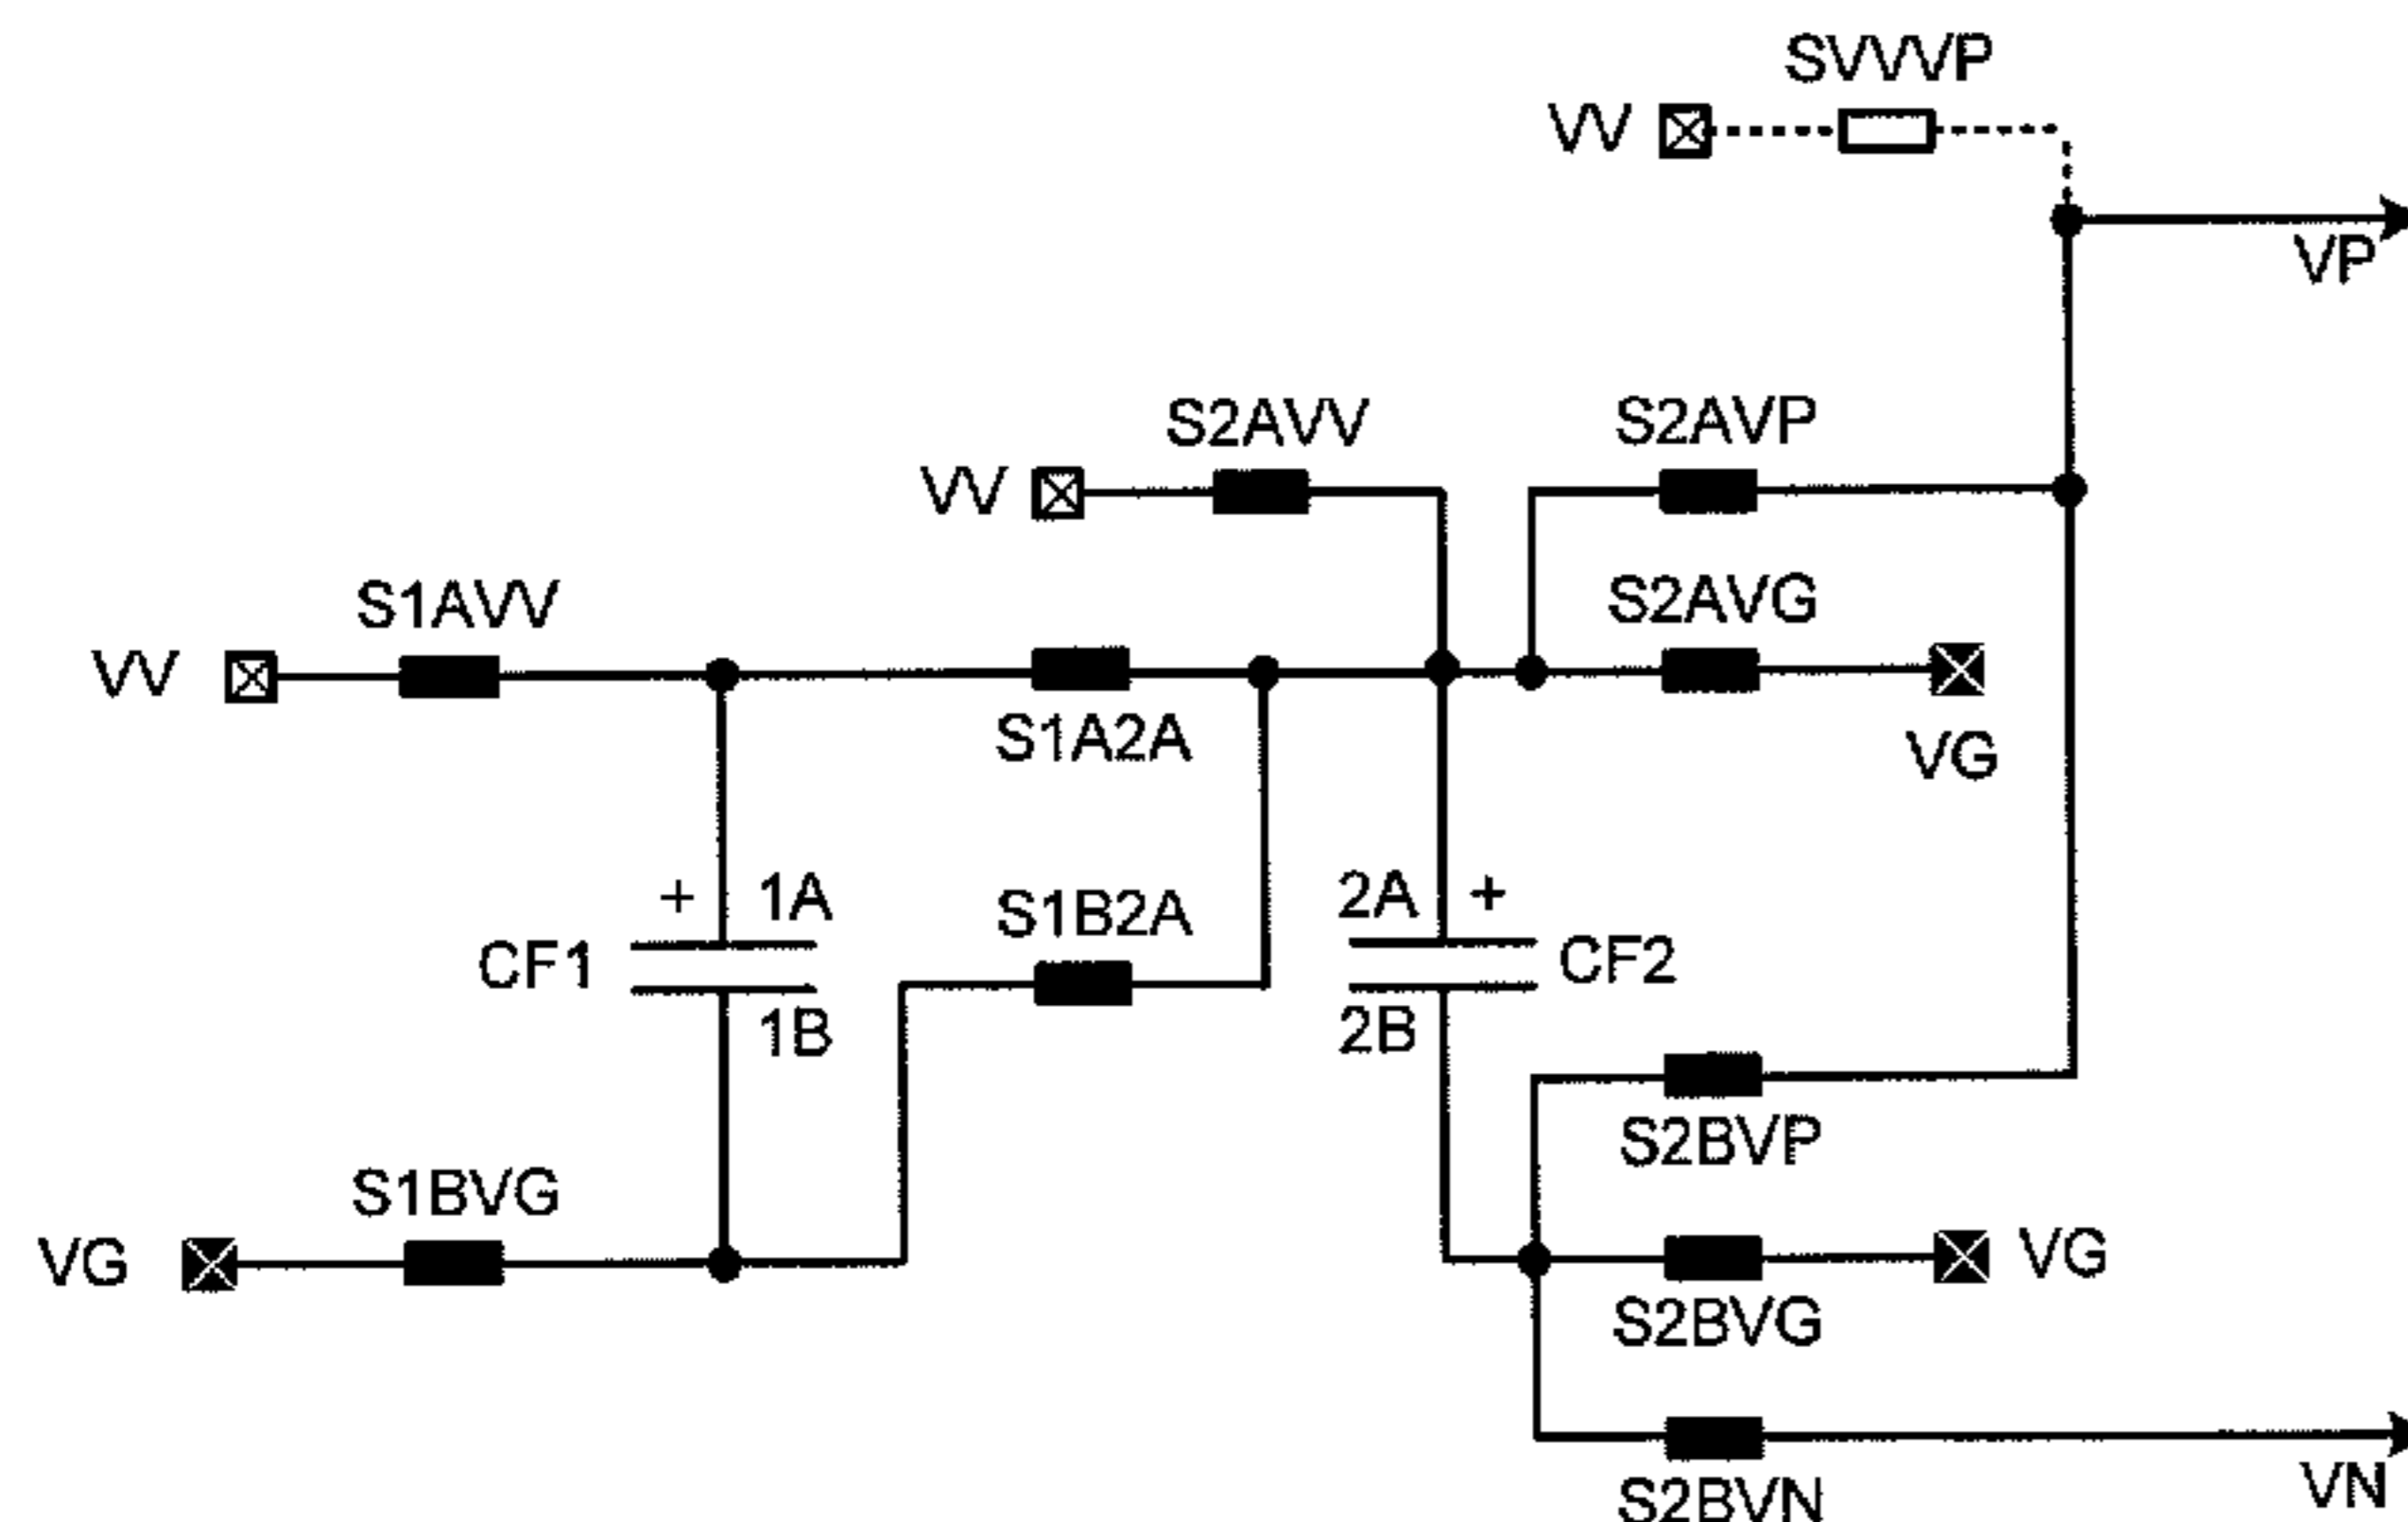 SVVVP
VV
VP
S2AVV
S2AVP
VV
S1AVV
S2AVG
VV
S1A2A
VG
+ 1A
S1B2A
2A +
CF1
CF2
1B
2B
S2BVP
S1BVG
VG
VG
S2BVG
VN
S2BVN